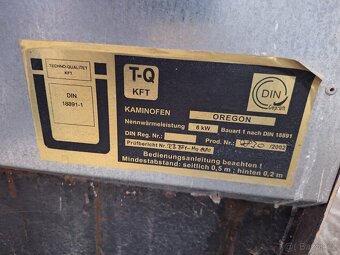 TECHNO-QUALITET
KFT.
DIN
18891-1
T-Q
KFT
DIN
KAMINOFEN OREGON
Nennwärmeleistung 6 kW Bauart 1 nach DIN 18891
DIN Reg. Nr.: Prod. Nr.: /2002
Prüfbericht Nr.
Bedienungsanleitung beachten !
Mindestabstand: seitlich 0,5 m ; hinten 0,2 m